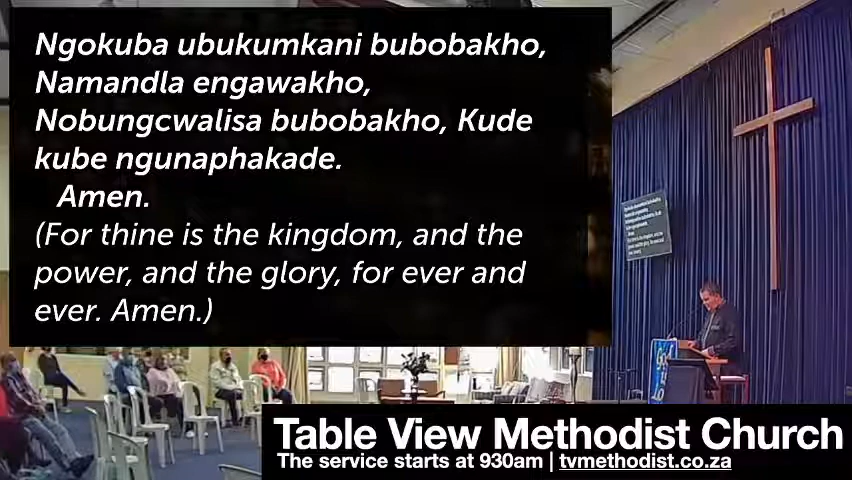 Ngokuba ubukumkani bubobakho,
Namandla engawakho,
Nobungcwalisa bubobakho, Kude
kube ngunaphakade.
Amen.
(For thine is the kingdom, and the
power, and the glory, for ever and
ever. Amen.)
Table View Methodist Church
The service starts at 930am | tvmethodist.co.za